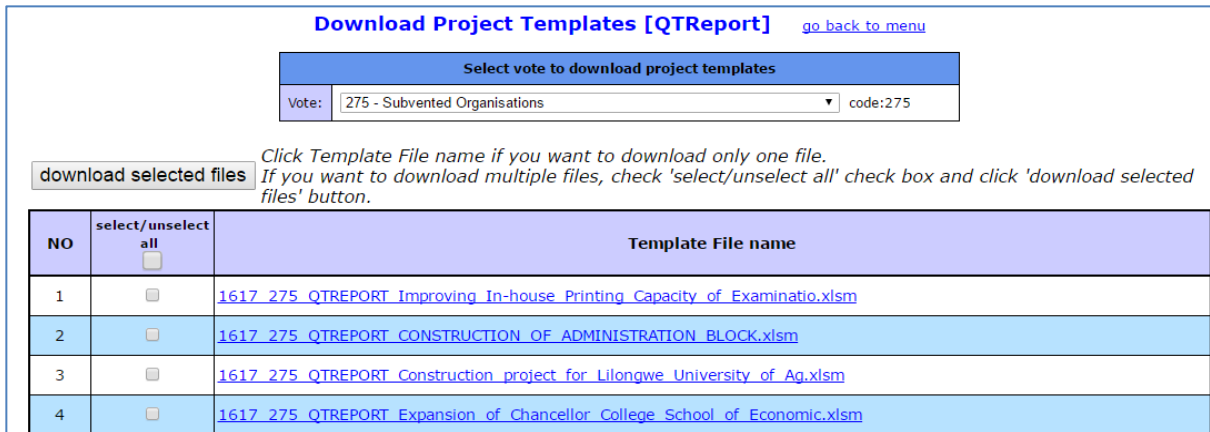 Download Project Templates [QTReport] go back to menu
Select vote to download project templates
Vote: 275 - Subvented Organisations code:275
Click Template File name if you want to download only one file.
download selected files If you want to download multiple files, check 'select/unselect all' check box and click 'download selected
files' button.
NO select/unselect all Template File name
1 1617_275_QTREPORT_Improving_In-house_Printing_Capacity_of_Examinatio.xlsm
2 1617_275_QTREPORT_CONSTRUCTION_OF_ADMINISTRATION_BLOCK.xlsm
3 1617_275_QTREPORT_Construction_project_for_Lilongwe_University_of_Ag.xlsm
4 1617_275_QTREPORT_Expansion_of_Chancellor_College_School_of_Economic.xlsm